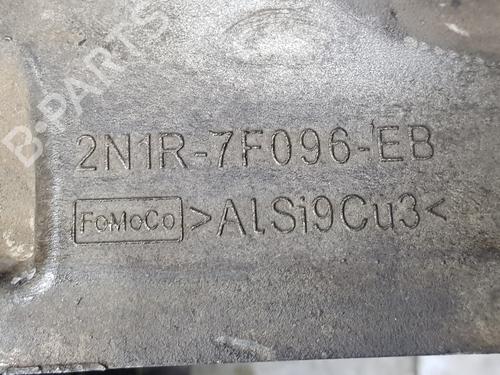 B-PARTS
2N1R-7F096-EB
FoMoCo >AlSi9Cu3<